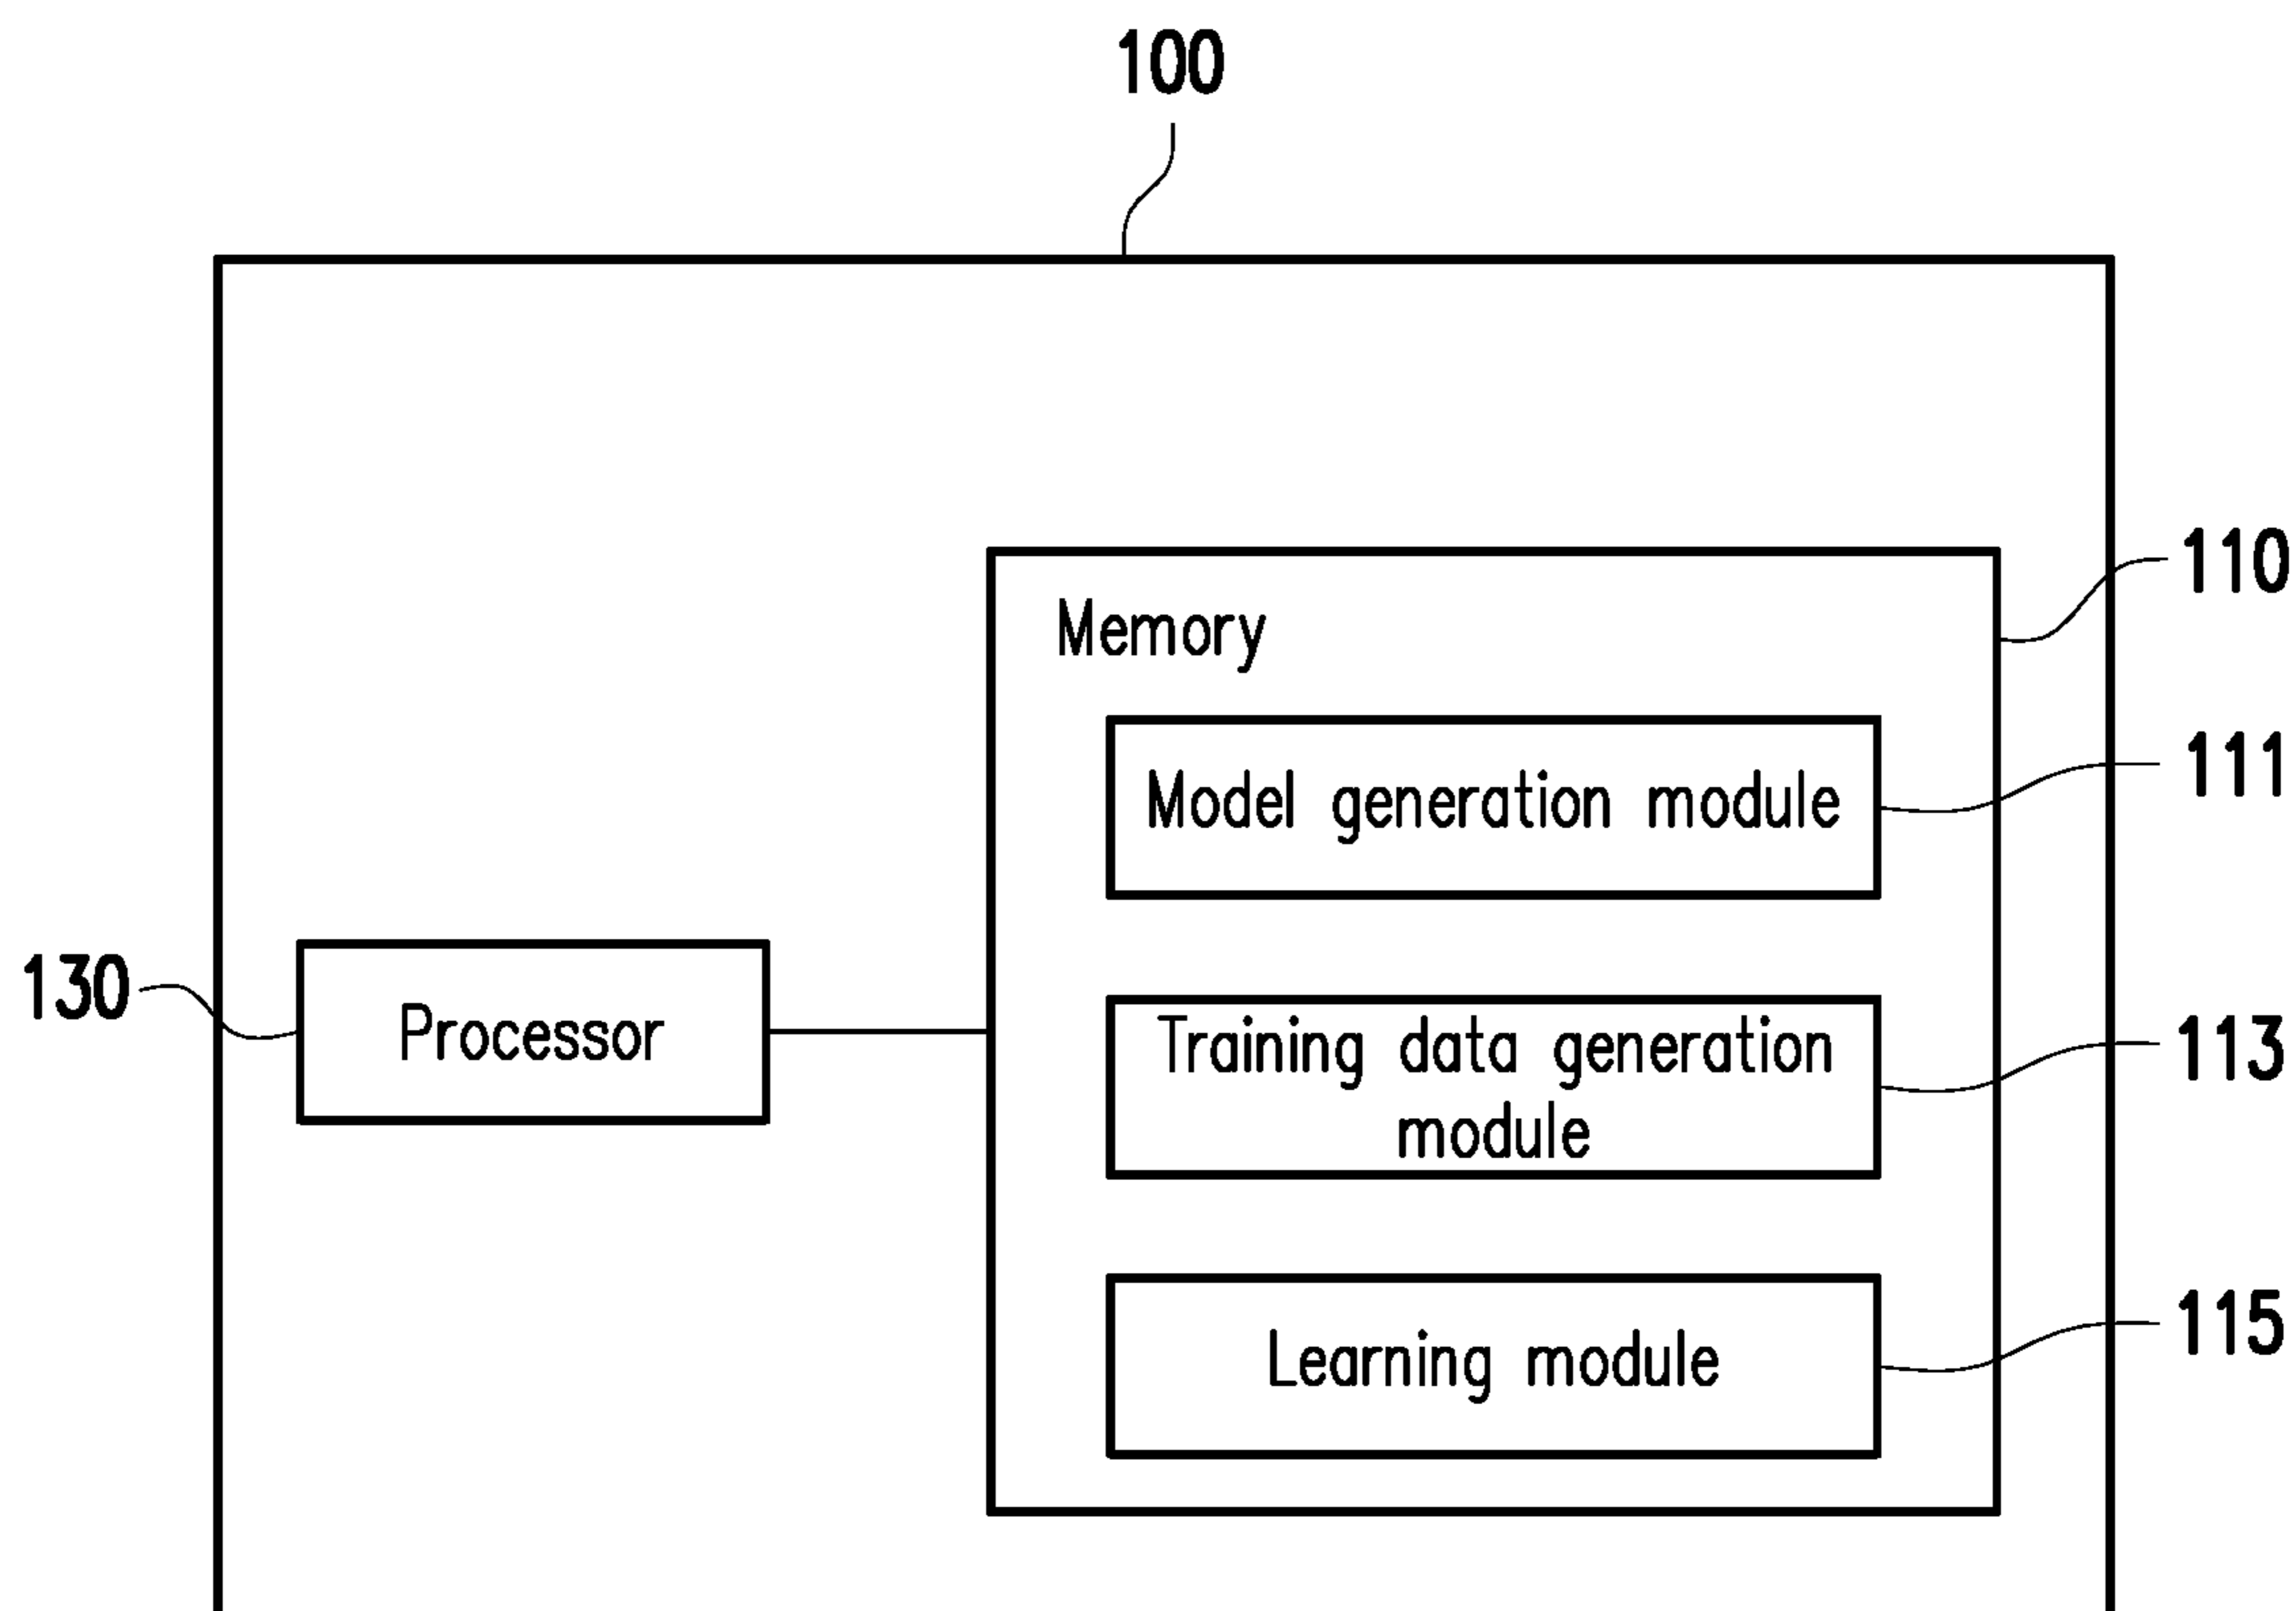 100
110
Memory
Model generation module
111
130
Processor
Training data generation
module
113
Learning module
115